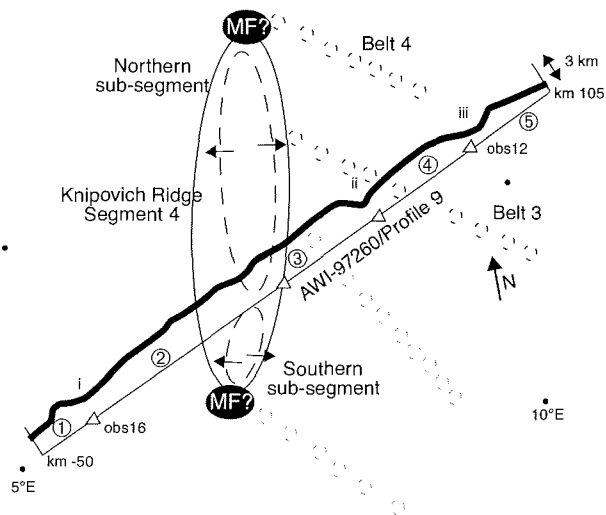 MF?
Belt 4
Northern
sub-segment
3 km
km 105
iii
5
obs12
4
ii
Knipovich Ridge
Segment 4
Belt 3
AWI-97260/Profile 9
3
N
2
i
Southern
sub-segment
MF?
10°E
1
obs16
km -50
5°E